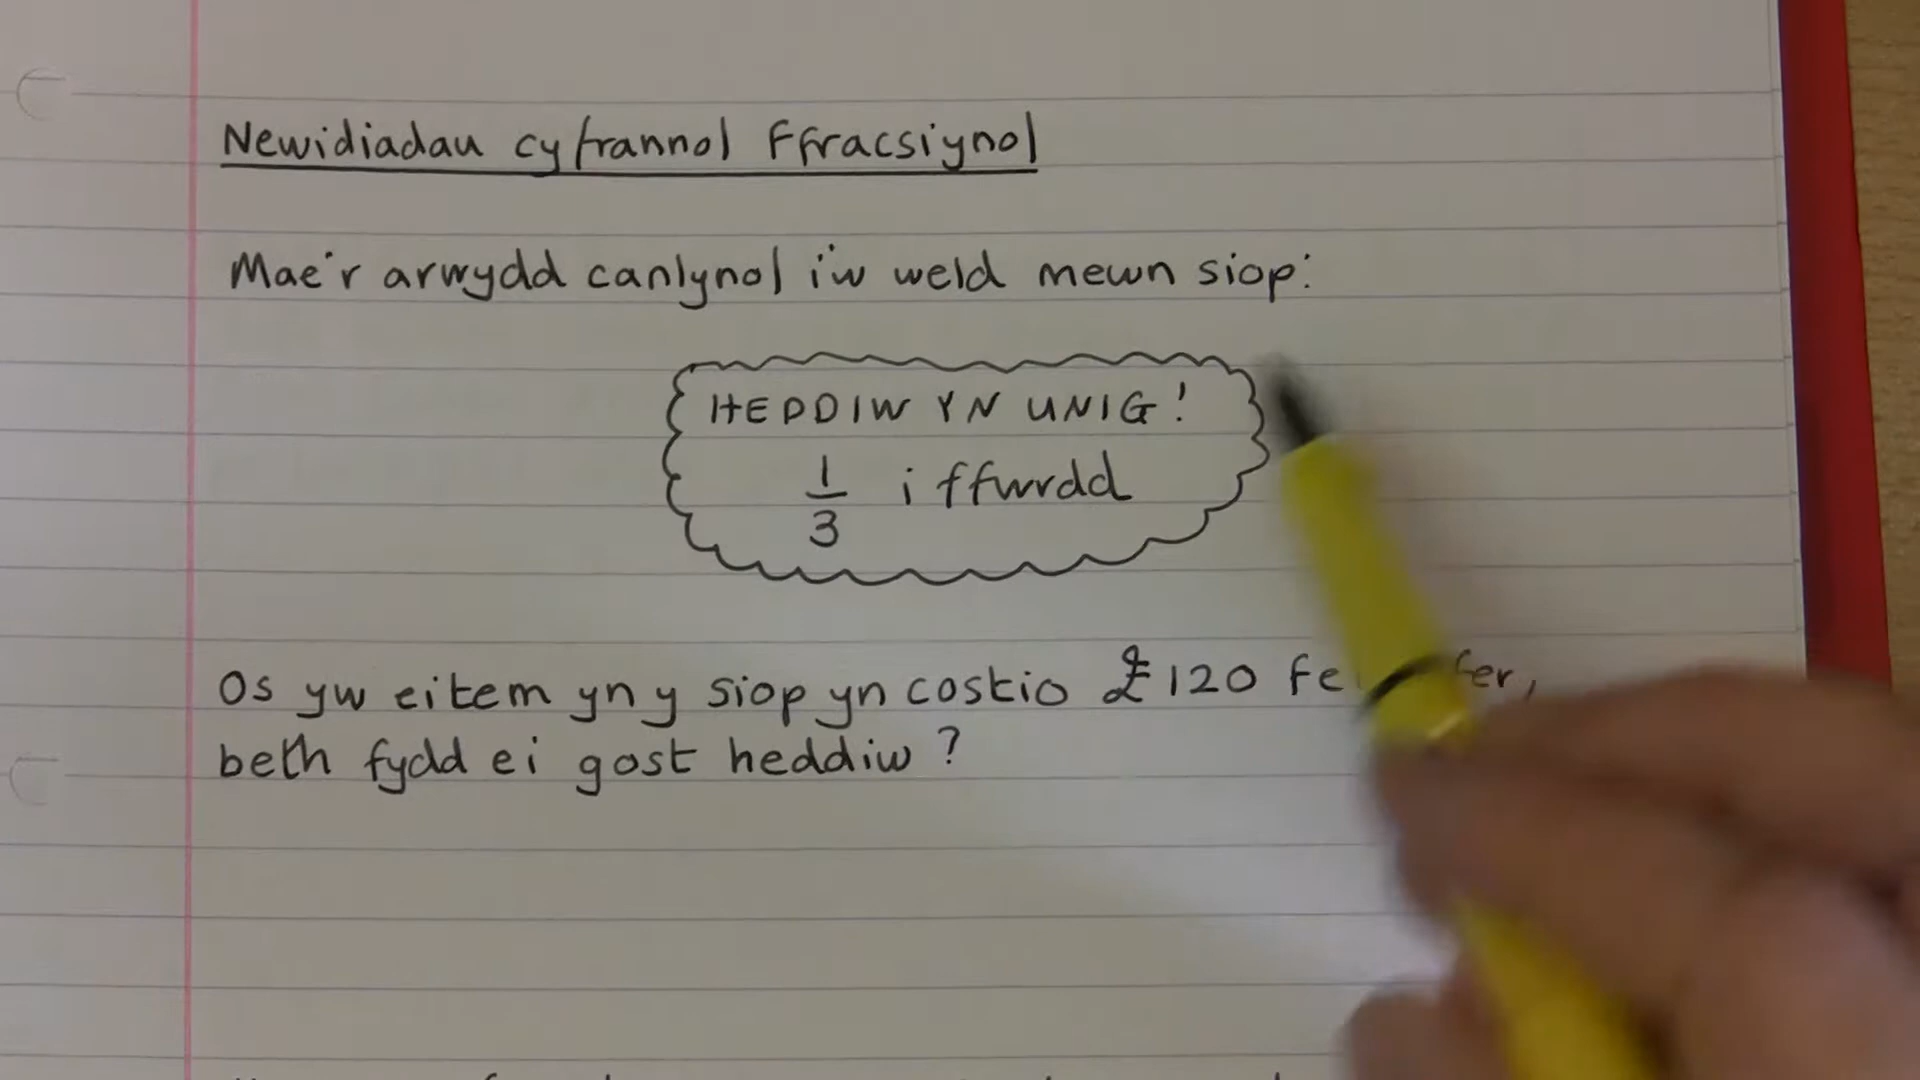 Newidiadau cyfrannol Ffracsiynol
Mae'r arwydd canlynol i'w weld mewn siop:
HEDDIW YN UNIG!
1/3 i ffwrdd
Os yw eitem yn y siop yn costio £120
beth fydd ei gost heddiw?